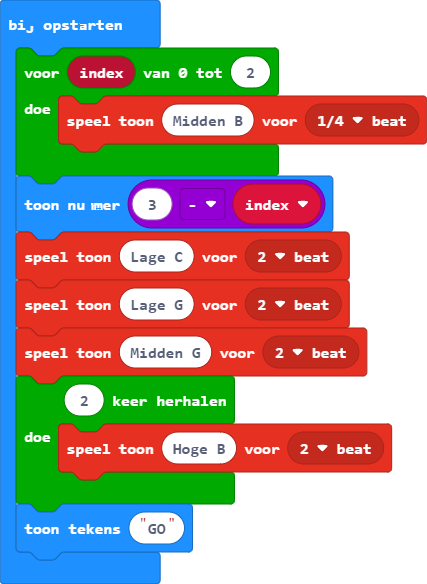 bij opstarten
voor index van 0 tot 2
doe speel toon Midden B voor 1/4 beat
toon nummer 3 - index
speel toon Lage C voor 2 beat
speel toon Lage G voor 2 beat
speel toon Midden G voor 2 beat
2 keer herhalen
doe speel toon Hoge B voor 2 beat
toon tekens "GO"